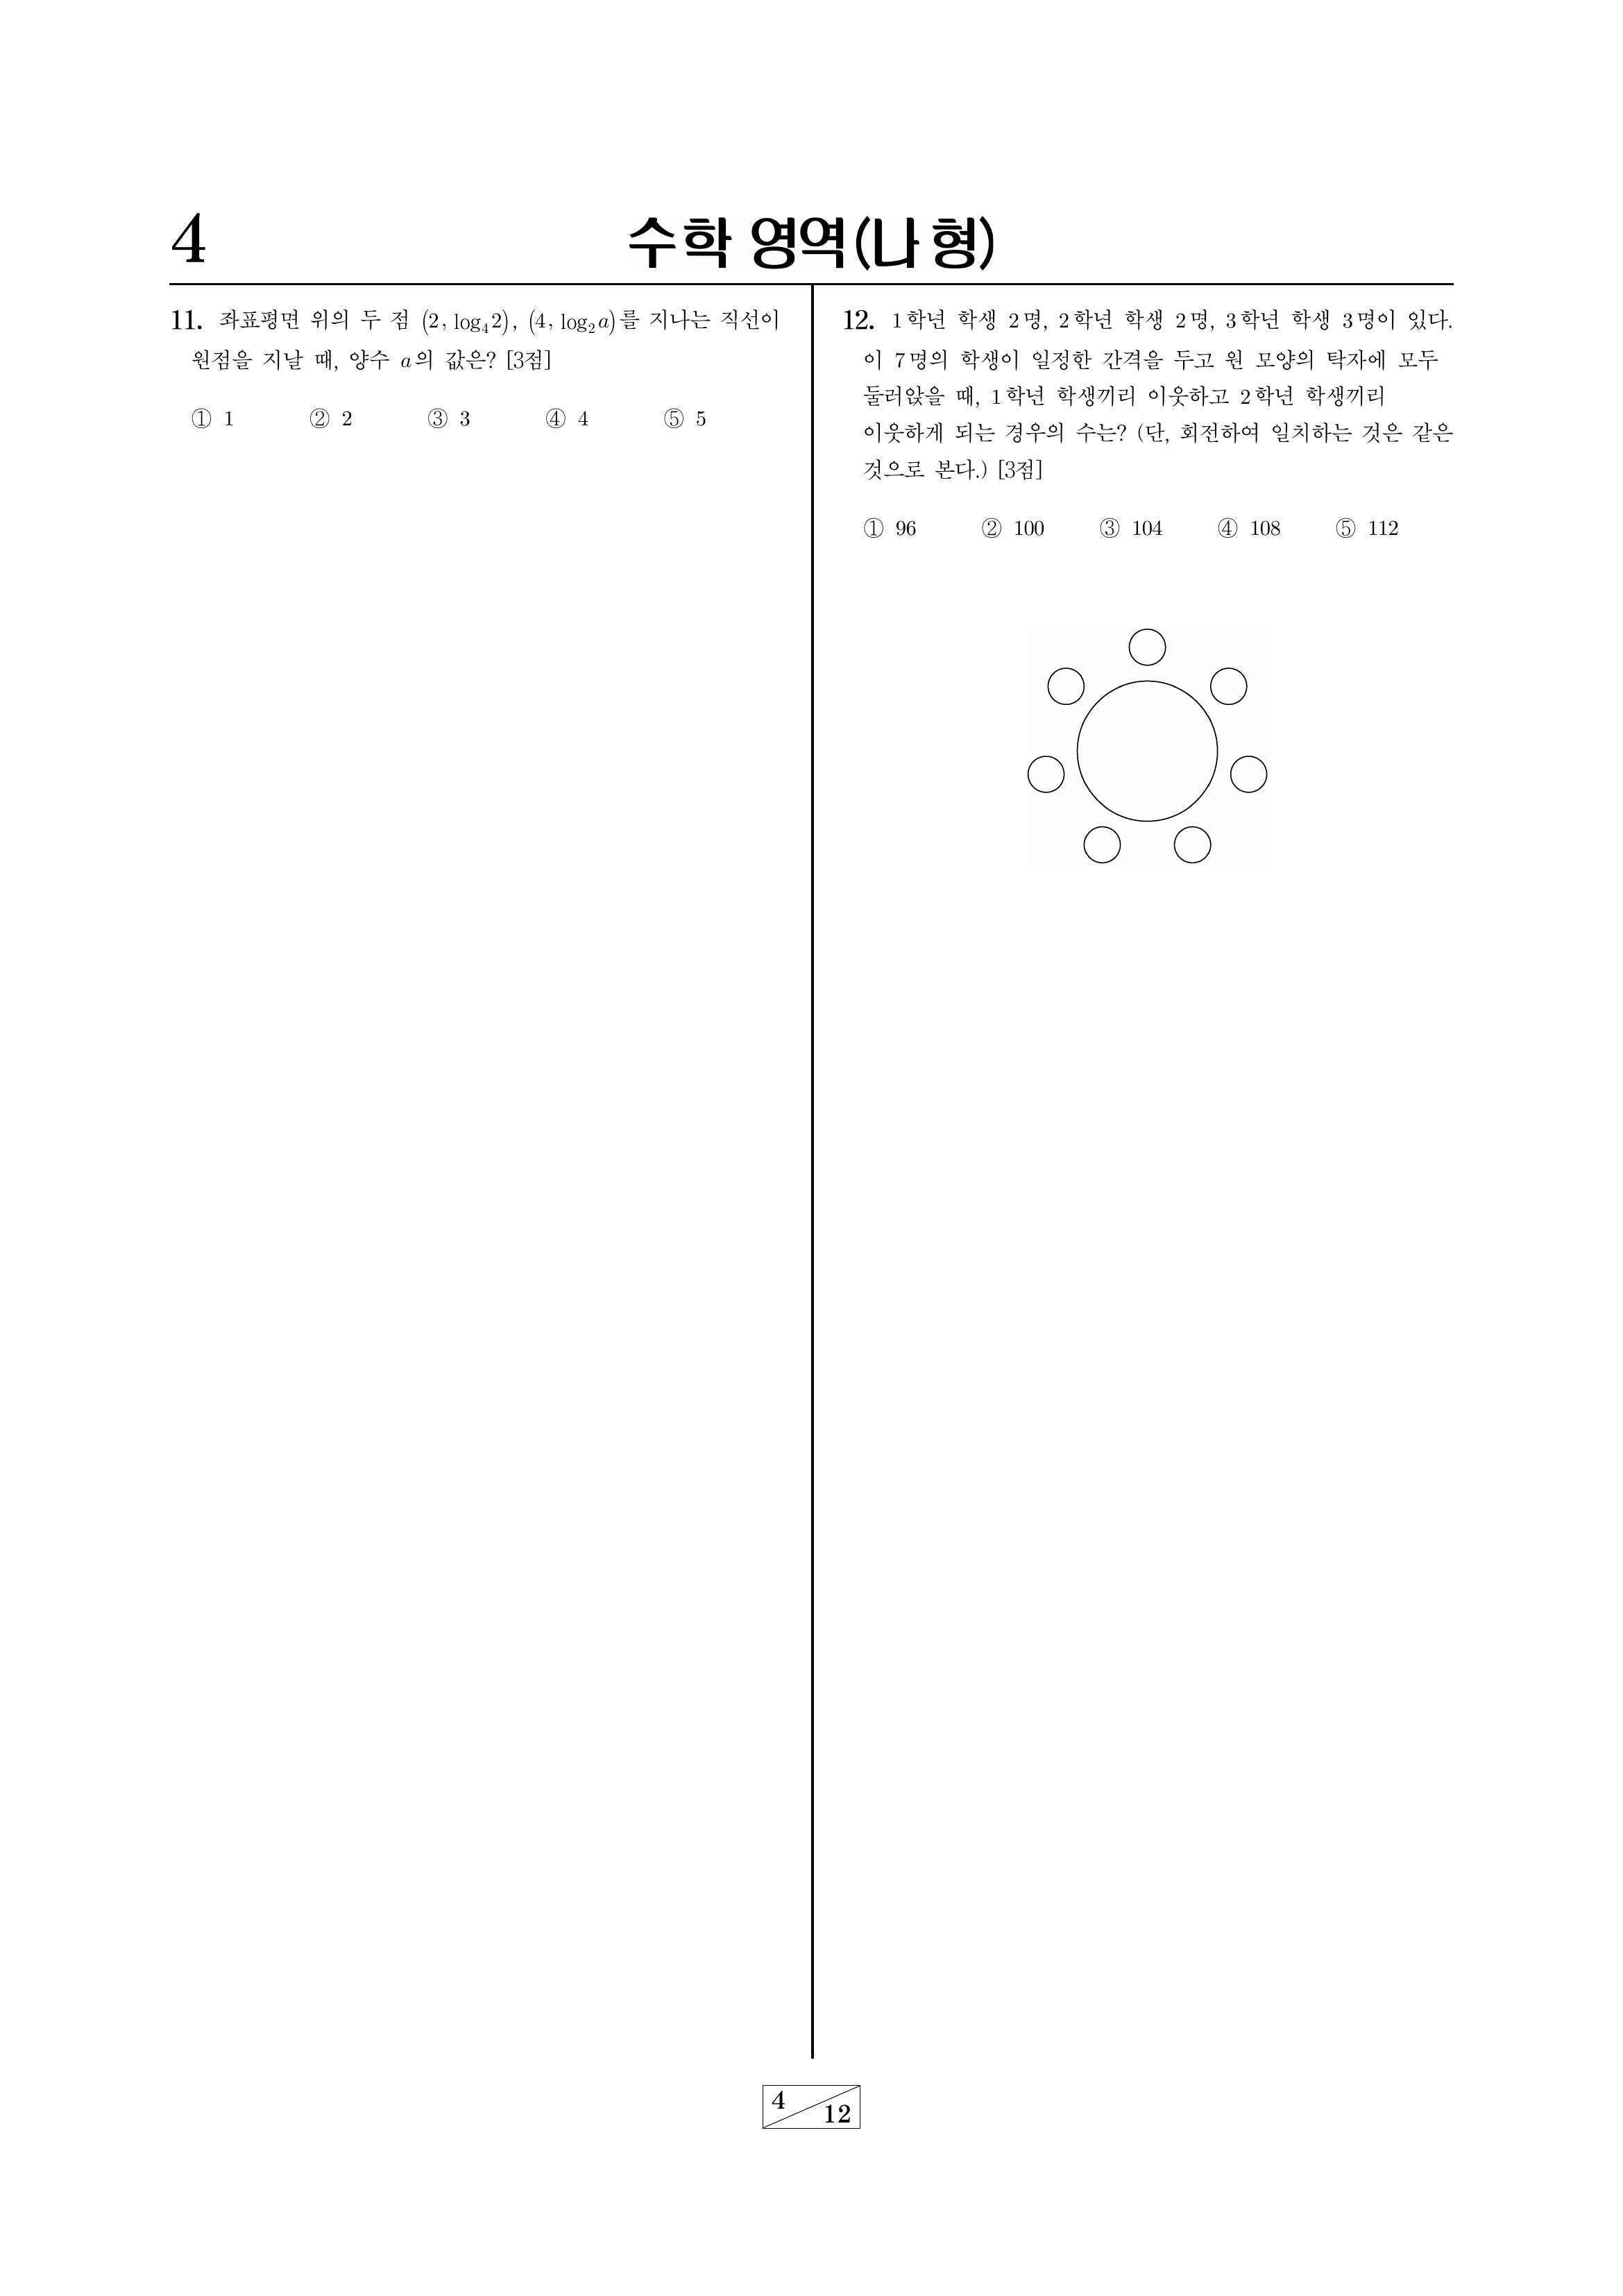 4
수학 영역(나형)
11. 좌표평면 위의 두 점 (2, log₄2), (4, log₂a)를 지나는 직선이
원점을 지날 때, 양수 a의 값은? [3점]
① 1 ② 2 ③ 3 ④ 4 ⑤ 5
12. 1학년 학생 2명, 2학년 학생 2명, 3학년 학생 3명이 있다.
이 7명의 학생이 일정한 간격을 두고 원 모양의 탁자에 모두
둘러앉을 때, 1학년 학생끼리 이웃하고 2학년 학생끼리
이웃하게 되는 경우의 수는? (단, 회전하여 일치하는 것은 같은
것으로 본다.) [3점]
① 96 ② 100 ③ 104 ④ 108 ⑤ 112
4
12